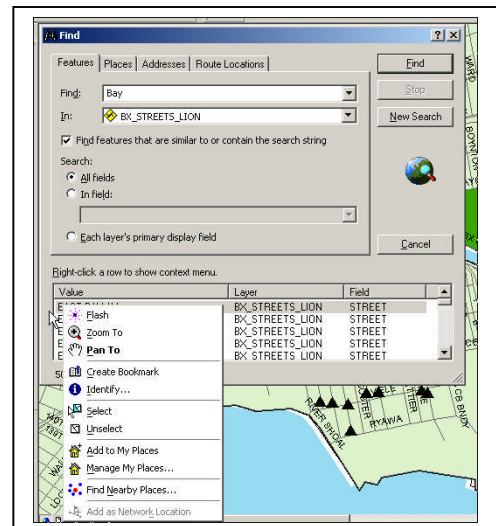 Find
Features Places Addresses Route Locations
Find
Find: Bay
Stop
In: BX_STREETS_LION
New Search
Find features that are similar to or contain the search string
Search:
All fields
In field:
Each layer's primary display field
Cancel
Right-click a row to show context menu.
Value Layer Field
BX_STREETS_LION STREET
BX_STREETS_LION STREET
BX_STREETS_LION STREET
BX_STREETS_LION STREET
BX_STREETS_LION STREET
Flash
Zoom To
Pan To
Create Bookmark
Identify...
Select
Unselect
Add to My Places
Manage My Places...
Find Nearby Places...
Add as Network Location
WARD
BOYNTON
RIVER SHOAL
RYAWA
CB BNDY